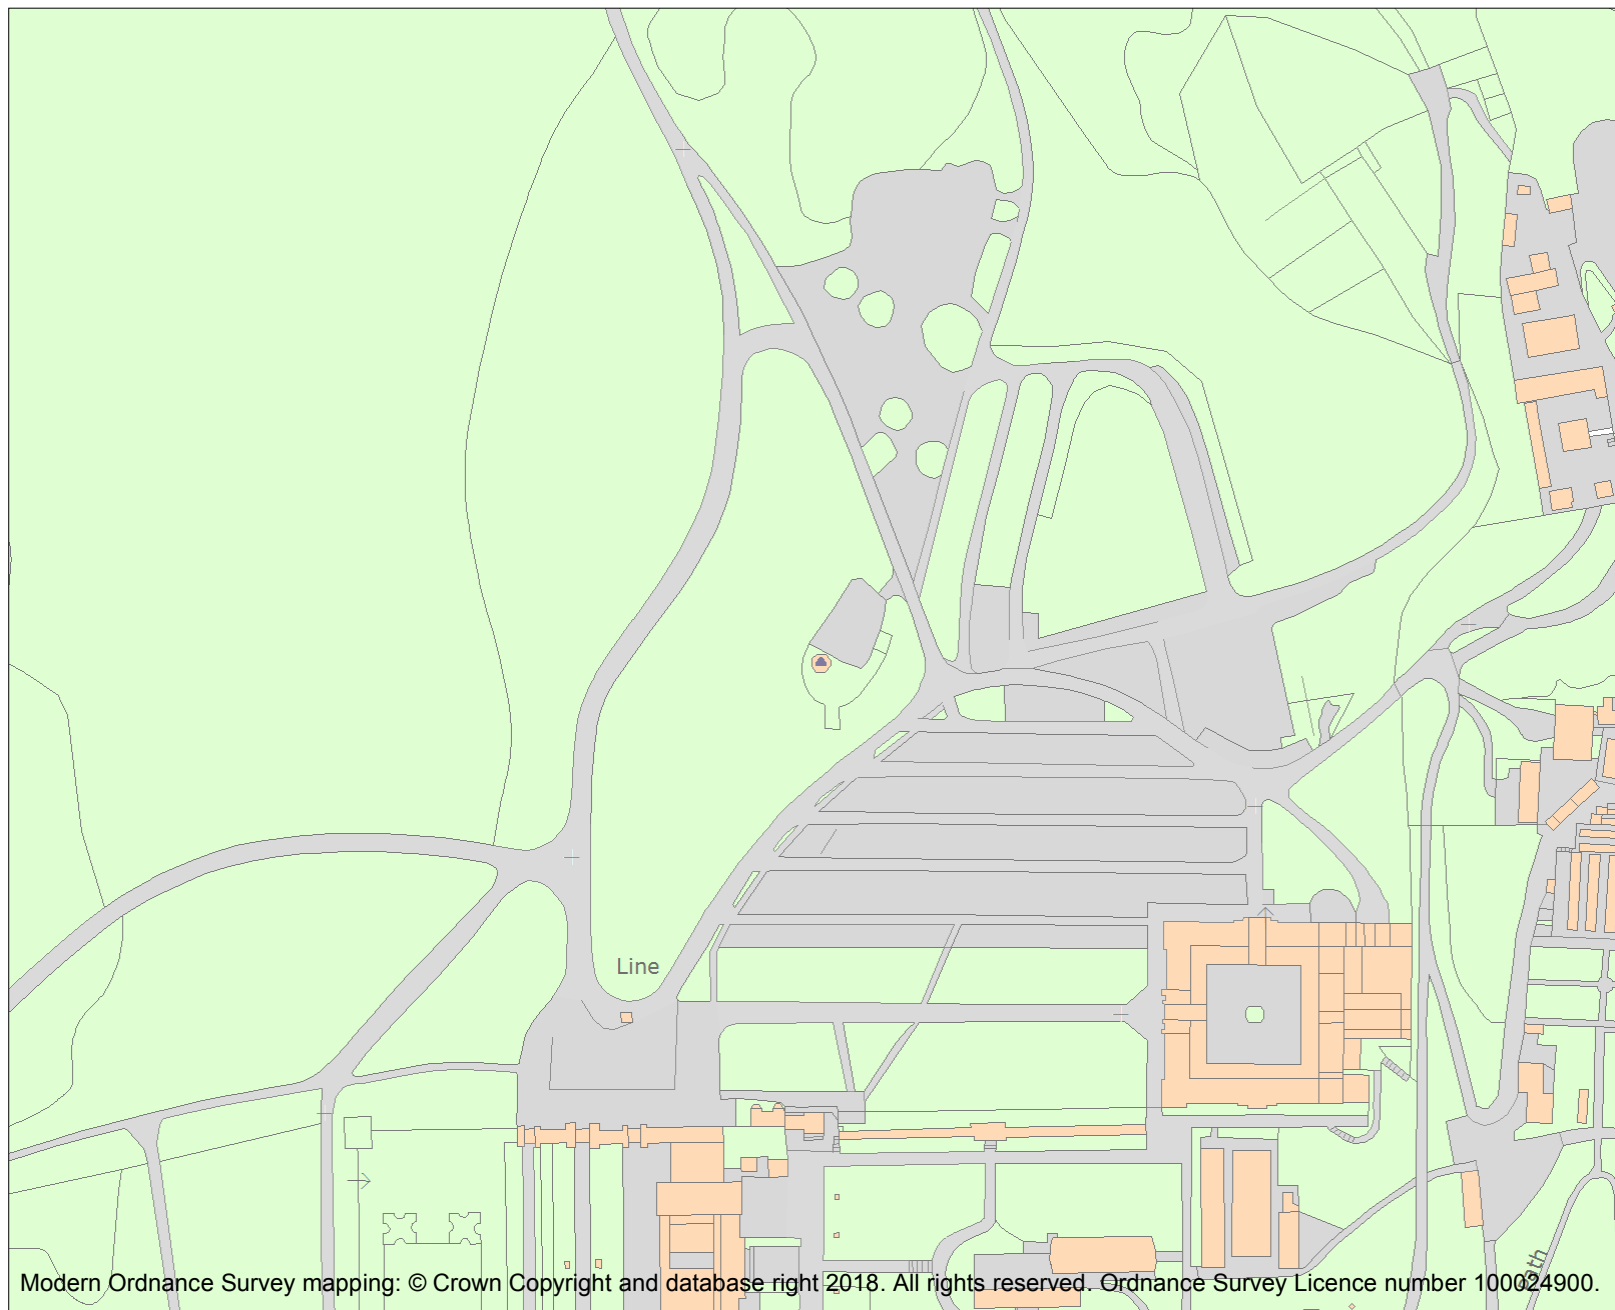 Line
Path
Modern Ordnance Survey mapping: © Crown Copyright and database right 2018. All rights reserved. Ordnance Survey Licence number 100024900.